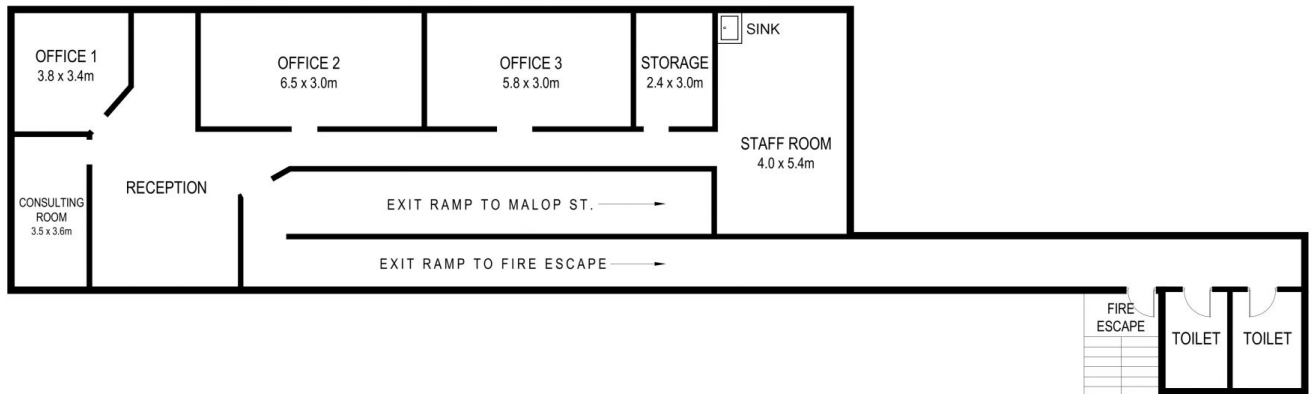 OFFICE 1
3.8 x 3.4m
OFFICE 2
6.5 x 3.0m
OFFICE 3
5.8 x 3.0m
STORAGE
2.4 x 3.0m
SINK
STAFF ROOM
4.0 x 5.4m
RECEPTION
CONSULTING
ROOM
3.5 x 3.6m
EXIT RAMP TO MALOP ST.
EXIT RAMP TO FIRE ESCAPE
FIRE
ESCAPE
TOILET
TOILET